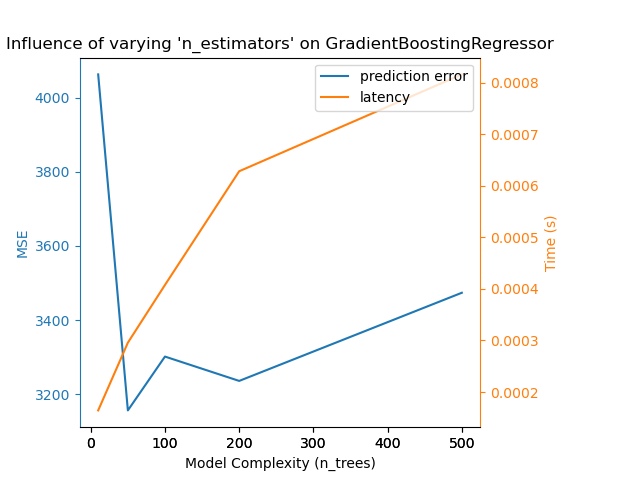 Influence of varying 'n_estimators' on GradientBoostingRegressor
prediction error
latency
4000
3800
3600
3400
3200
MSE
0.0008
0.0007
0.0006
0.0005
0.0004
0.0003
0.0002
Time (s)
0 100 200 300 400 500
Model Complexity (n_trees)